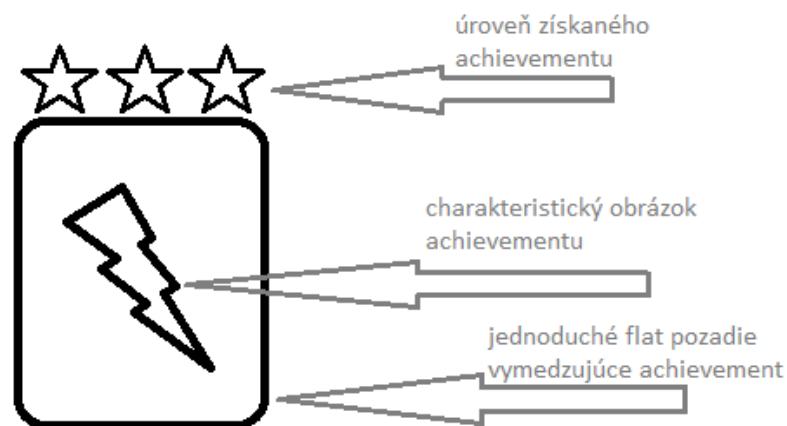 úroveň získaného
achievementu
charakteristický obrázok
achievementu
jednoduché flat pozadie
vymedzujúce achievement